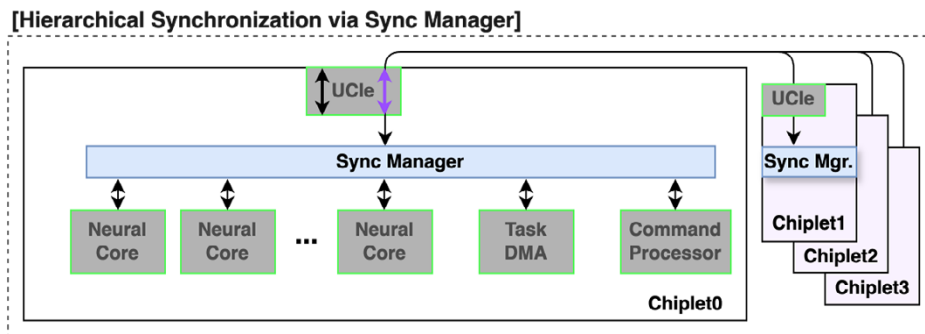 [Hierarchical Synchronization via Sync Manager]
UCIe
UCIe
Sync Manager
Sync Mgr.
Neural
Core
Neural
Core
...
Neural
Core
Task
DMA
Command
Processor
Chiplet0
Chiplet1
Chiplet2
Chiplet3